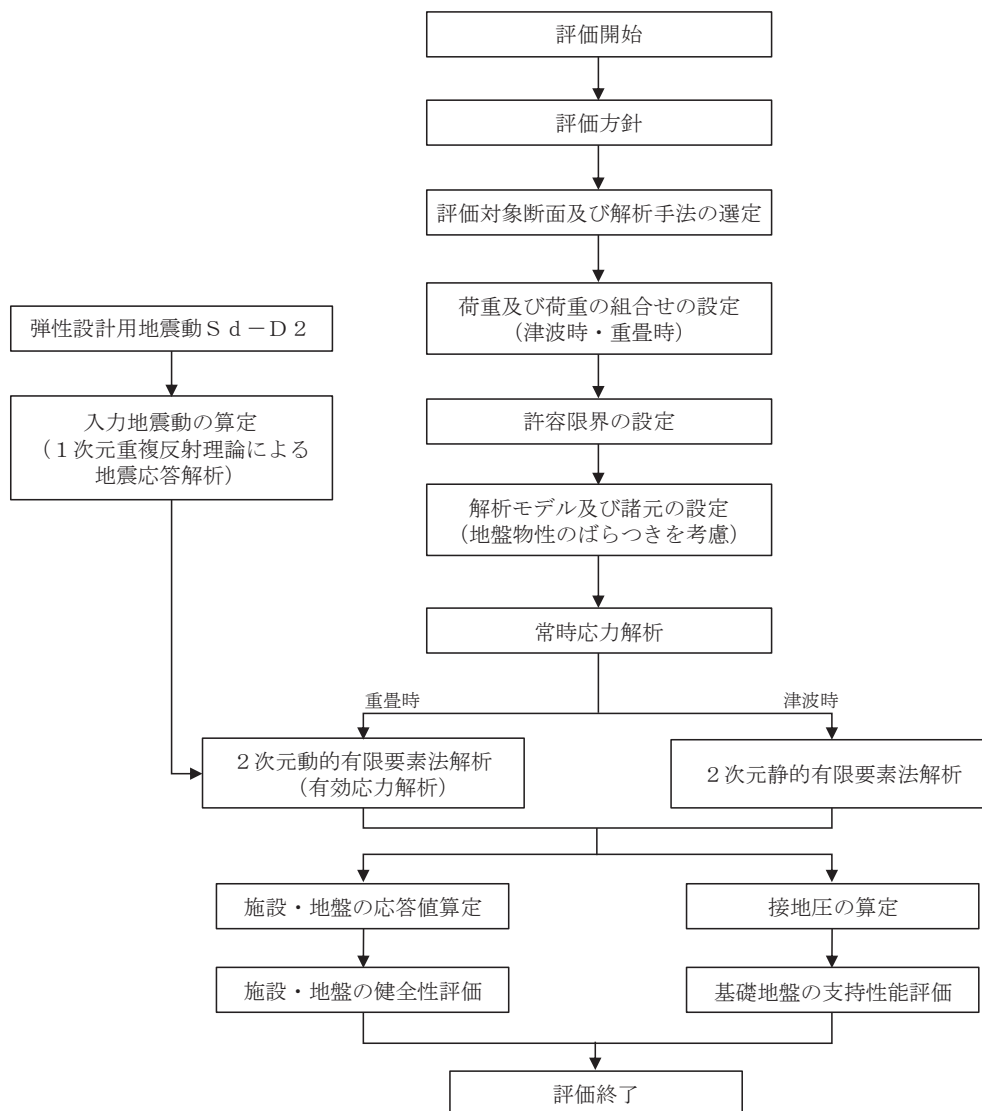 評価開始
評価方針
評価対象断面及び解析手法の選定
荷重及び荷重の組合せの設定
（津波時・重畳時）
弾性設計用地震動Ｓｄ－Ｄ２
入力地震動の算定
（１次元重複反射理論による
地震応答解析）
許容限界の設定
解析モデル及び諸元の設定
（地盤物性のばらつきを考慮）
常時応力解析
重畳時
津波時
２次元動的有限要素法解析
（有効応力解析）
２次元静的有限要素法解析
施設・地盤の応答値算定
接地圧の算定
施設・地盤の健全性評価
基礎地盤の支持性能評価
評価終了